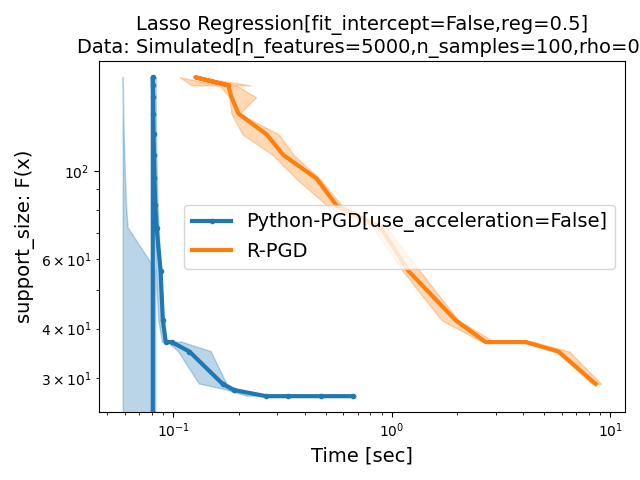 Lasso Regression[fit_intercept=False,reg=0.5]
Data: Simulated[n_features=5000,n_samples=100,rho=0
support_size: F(x)
10²
6 × 10¹
4 × 10¹
3 × 10¹
Python-PGD[use_acceleration=False]
R-PGD
10⁻¹
10⁰
10¹
Time [sec]